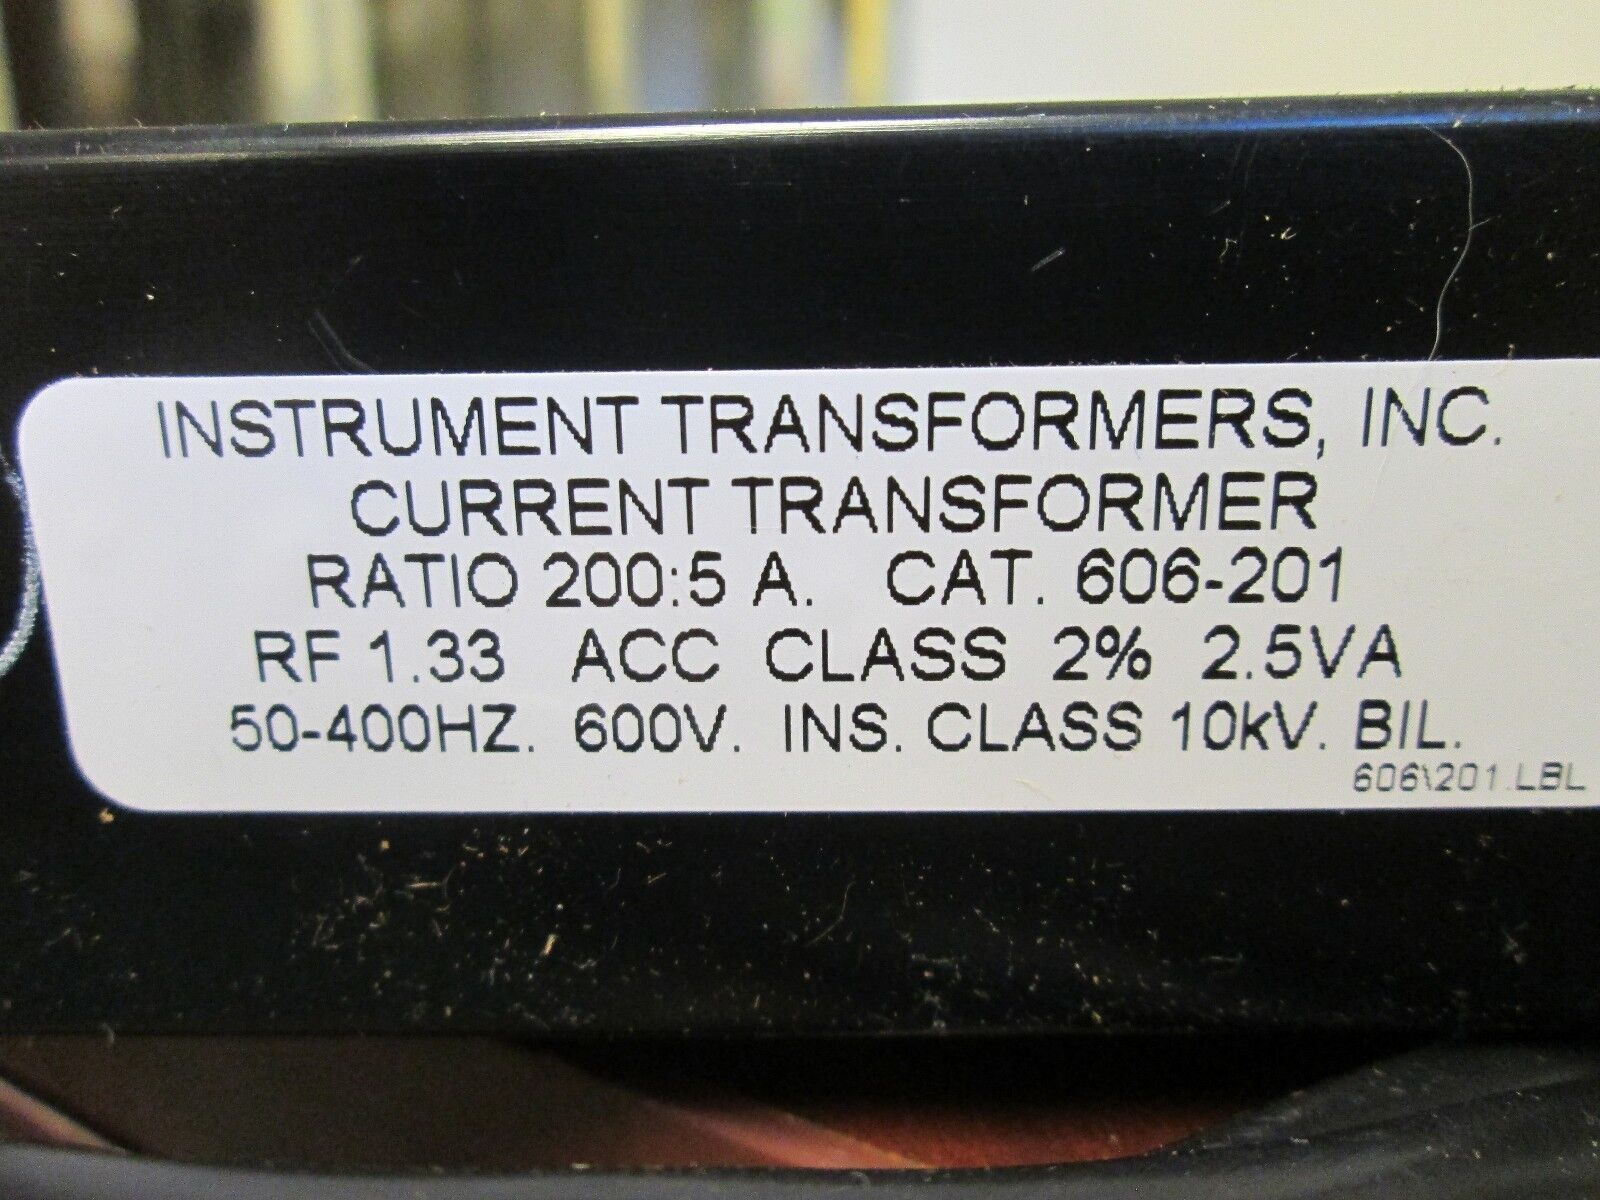 INSTRUMENT TRANSFORMERS, INC.
CURRENT TRANSFORMER
RATIO 200:5 A. CAT. 606-201
RF 1.33 ACC CLASS 2% 2.5VA
50-400HZ. 600V. INS. CLASS 10kV. BIL.
606\201.LBL